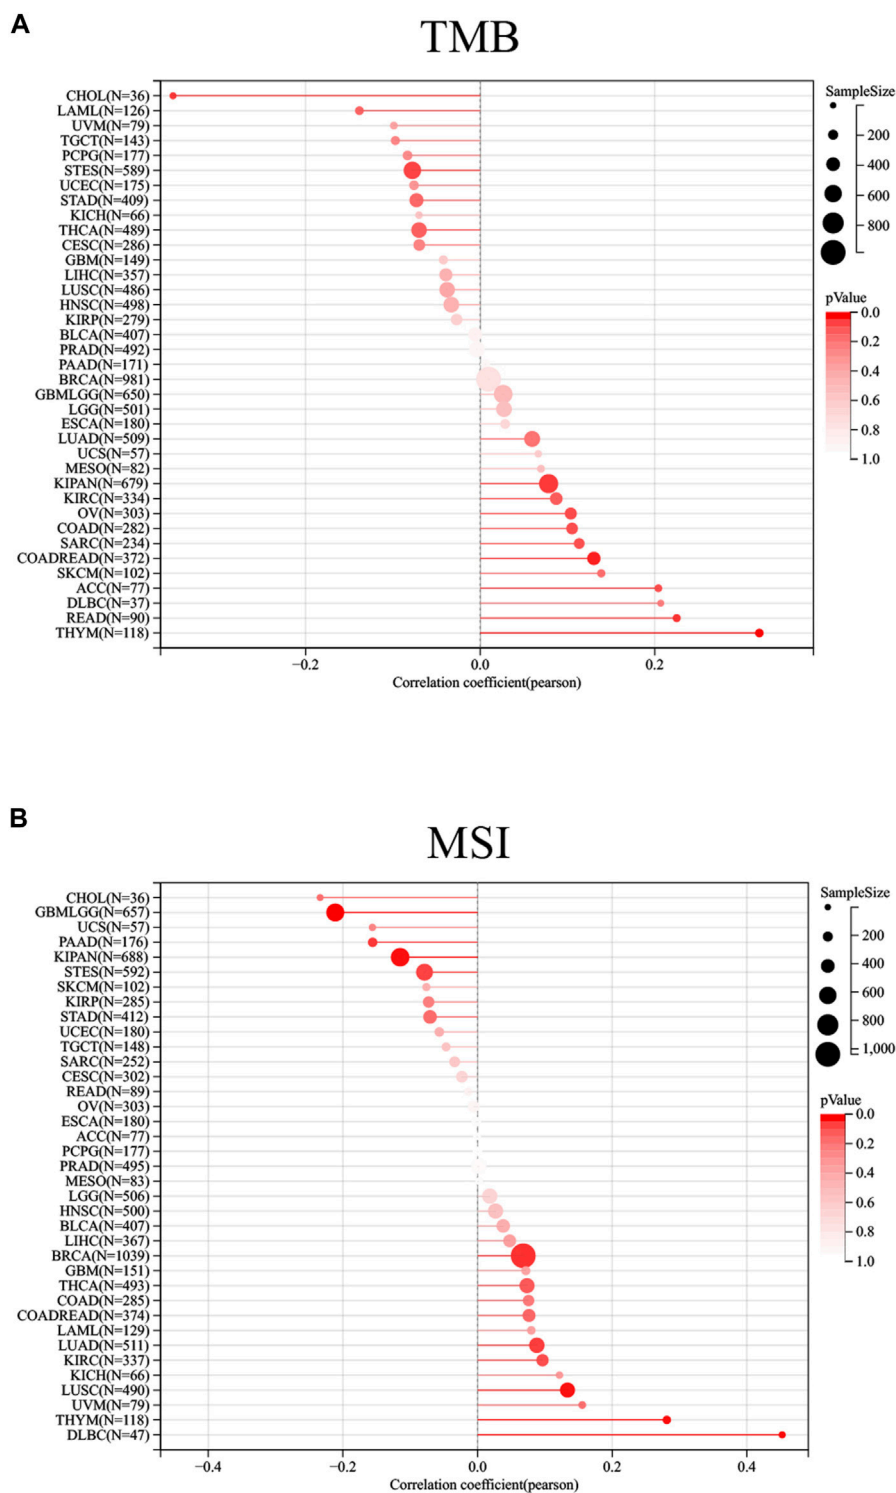 A
TMB
CHOL(N=36)
LAML(N=126)
UVM(N=79)
TGCT(N=143)
PCPG(N=177)
STES(N=589)
UCEC(N=175)
STAD(N=409)
KICH(N=66)
THCA(N=489)
CESC(N=286)
GBM(N=149)
LIHC(N=357)
LUSC(N=486)
HNSC(N=498)
KIRP(N=279)
BLCA(N=407)
PRAD(N=492)
PAAD(N=171)
BRCA(N=981)
GBMLGG(N=650)
LGG(N=501)
ESCA(N=180)
LUAD(N=509)
UCS(N=57)
MESO(N=82)
KIPAN(N=679)
KIRC(N=334)
OV(N=303)
COAD(N=282)
SARC(N=234)
COADREAD(N=372)
SKCM(N=102)
ACC(N=77)
DLBC(N=37)
READ(N=90)
THYM(N=118)
−0.2 0.0 0.2
Correlation coefficient(pearson)
SampleSize
200
400
600
800
pValue
0.0
0.2
0.4
0.6
0.8
1.0
B
MSI
CHOL(N=36)
GBMLGG(N=657)
UCS(N=57)
PAAD(N=176)
KIPAN(N=688)
STES(N=592)
SKCM(N=102)
KIRP(N=285)
STAD(N=412)
UCEC(N=180)
TGCT(N=148)
SARC(N=252)
CESC(N=302)
READ(N=89)
OV(N=303)
ESCA(N=180)
ACC(N=77)
PCPG(N=177)
PRAD(N=495)
MESO(N=83)
LGG(N=506)
HNSC(N=500)
BLCA(N=407)
LIHC(N=367)
BRCA(N=1039)
GBM(N=151)
THCA(N=493)
COAD(N=285)
COADREAD(N=374)
LAML(N=129)
LUAD(N=511)
KIRC(N=337)
KICH(N=66)
LUSC(N=490)
UVM(N=79)
THYM(N=118)
DLBC(N=47)
−0.4 −0.2 0.0 0.2 0.4
Correlation coefficient(pearson)
SampleSize
200
400
600
800
1,000
pValue
0.0
0.2
0.4
0.6
0.8
1.0